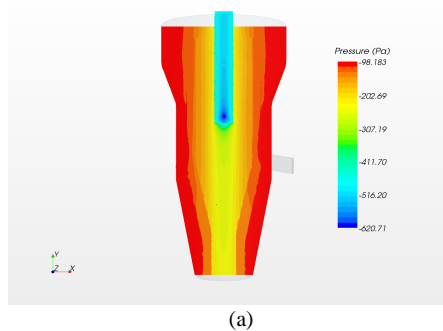 Pressure (Pa)
-98.183
-202.69
-307.19
-411.70
-516.20
-620.71
Y
Z X
(a)